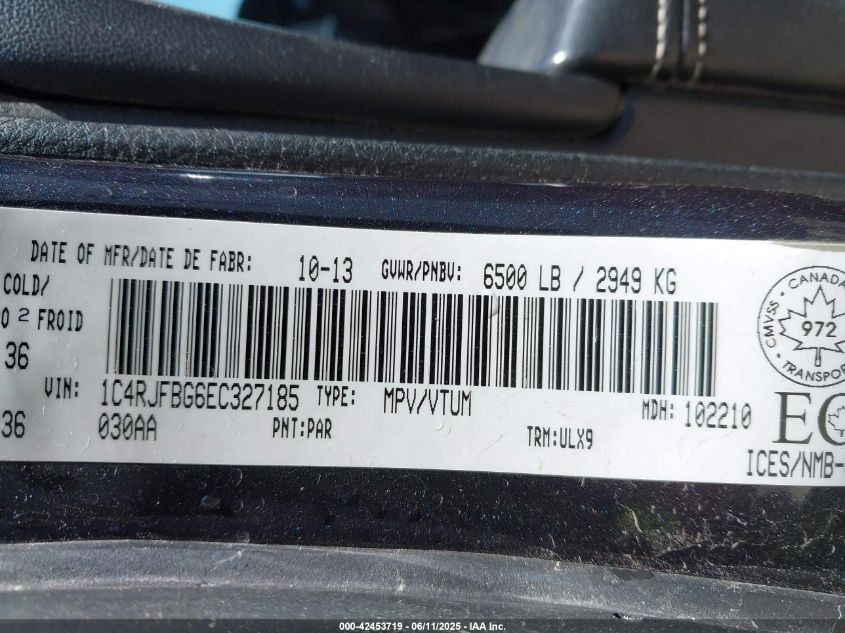 DATE OF MFR/DATE DE FABR: 10-13 GVWR/PNBV: 6500 LB / 2949 KG
COLD/
O 2 FROID
36
VIN: 1C4RJFBG6EC327185 TYPE: MPV/VTUM MDH: 102210
36 030AA PNT:PAR TRM:ULX9
CANADA
CMVSS
972
TRANSPORT
ICES/NMB-
000-42453719 - 06/11/2025 - IAA Inc.